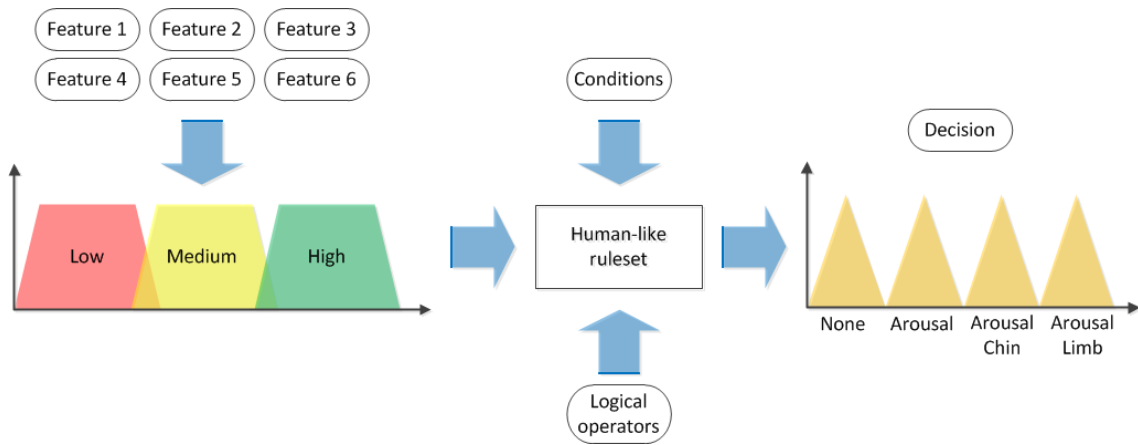 Feature 1
Feature 2
Feature 3
Feature 4
Feature 5
Feature 6
Conditions
Decision
Low
Medium
High
Human-like
ruleset
None
Arousal
Arousal
Chin
Arousal
Limb
Logical
operators